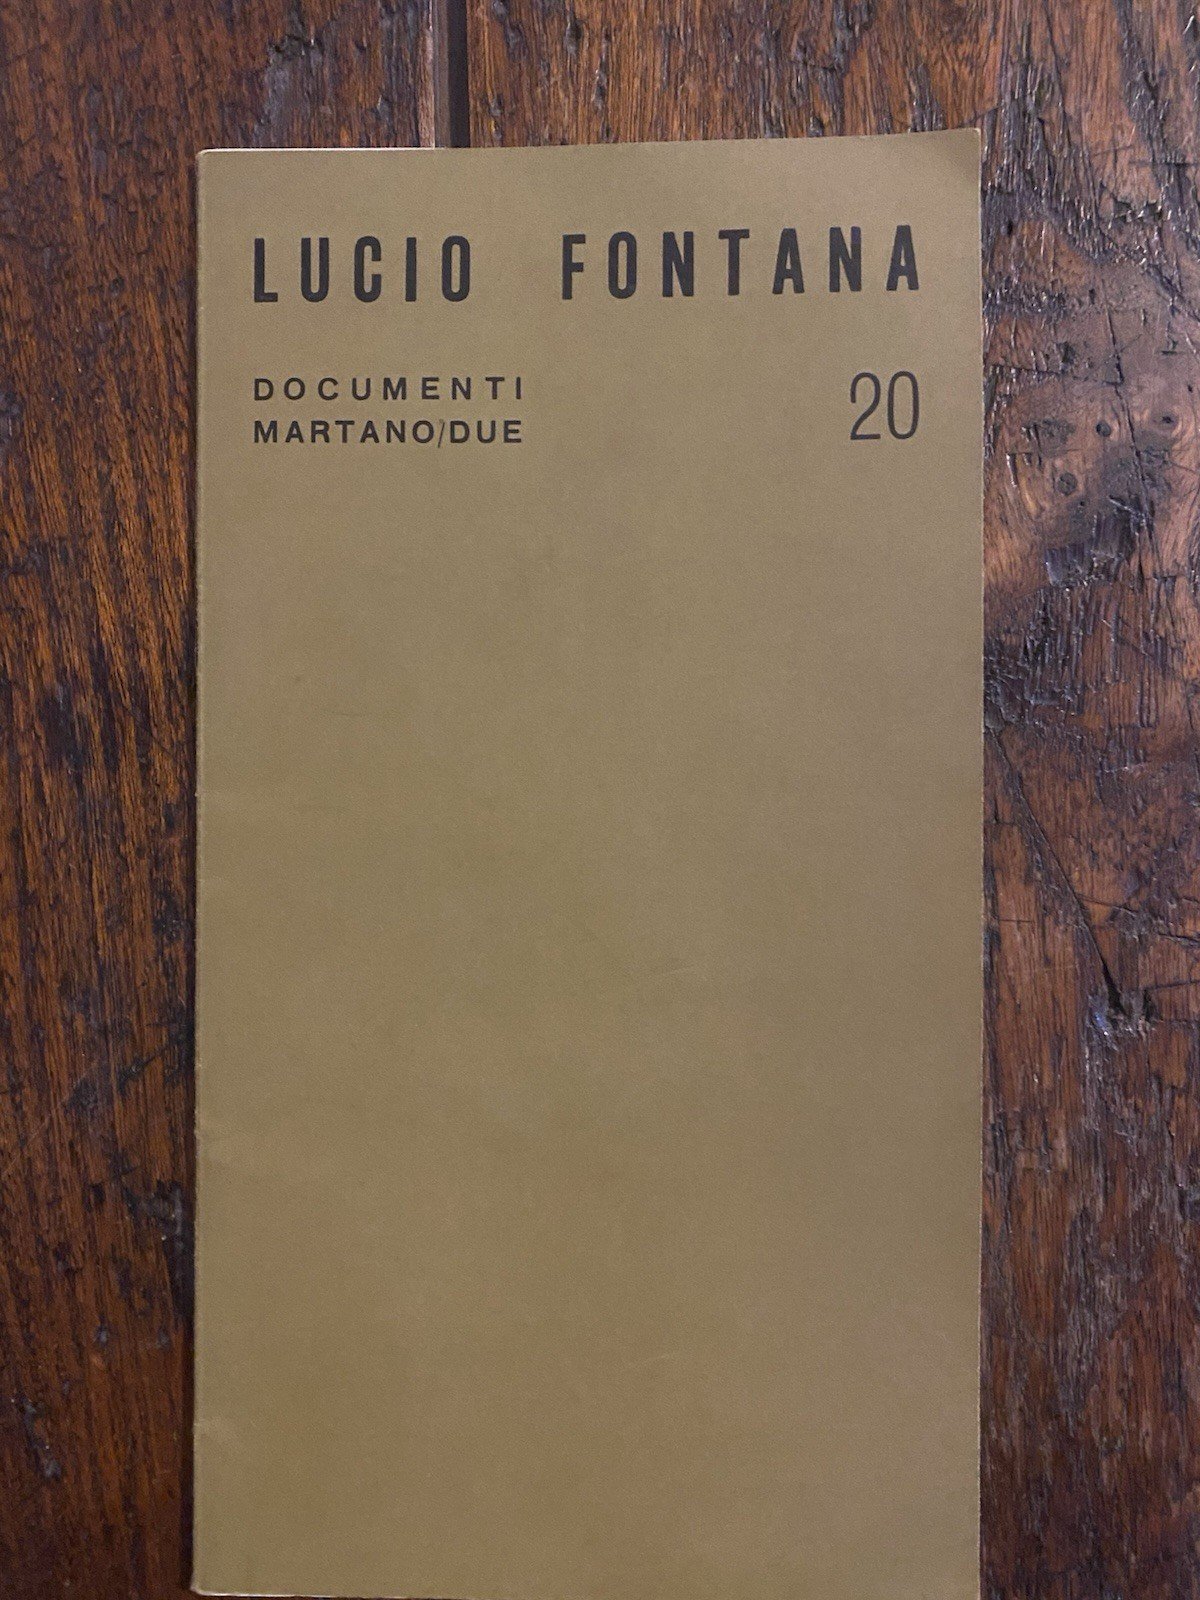 LUCIO FONTANA
DOCUMENTI
MARTANO/DUE
20